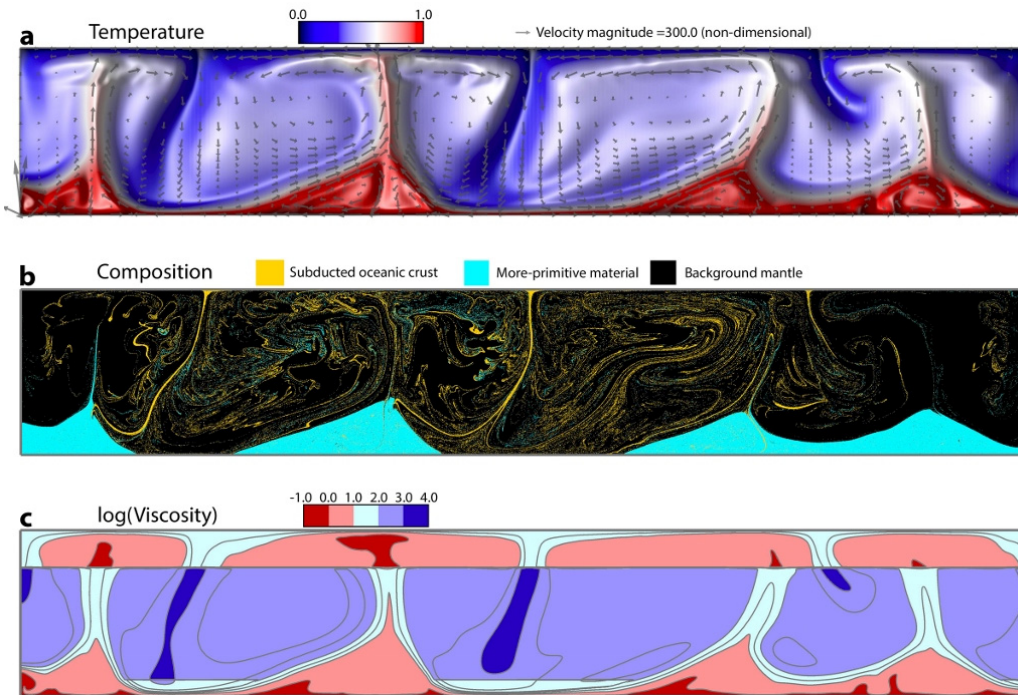 0.0 1.0
a Temperature
Velocity magnitude =300.0 (non-dimensional)
b Composition
Subducted oceanic crust
More-primitive material
Background mantle
-1.0 0.0 1.0 2.0 3.0 4.0
c log(Viscosity)